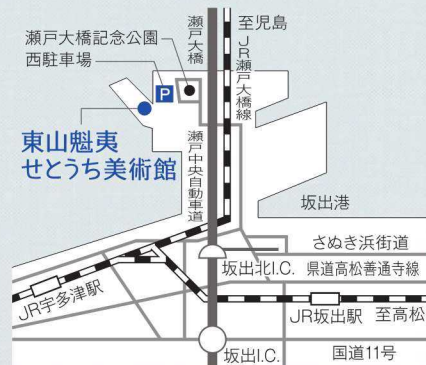 瀬戸大橋記念公園
西駐車場
P
東山魁夷
せとうち美術館
瀬戸大橋
至児島
JR瀬戸大橋線
瀬戸中央自動車道
坂出港
さぬき浜街道
坂出北I.C.
県道高松善通寺線
JR宇多津駅
JR坂出駅
至高松
坂出I.C.
国道11号